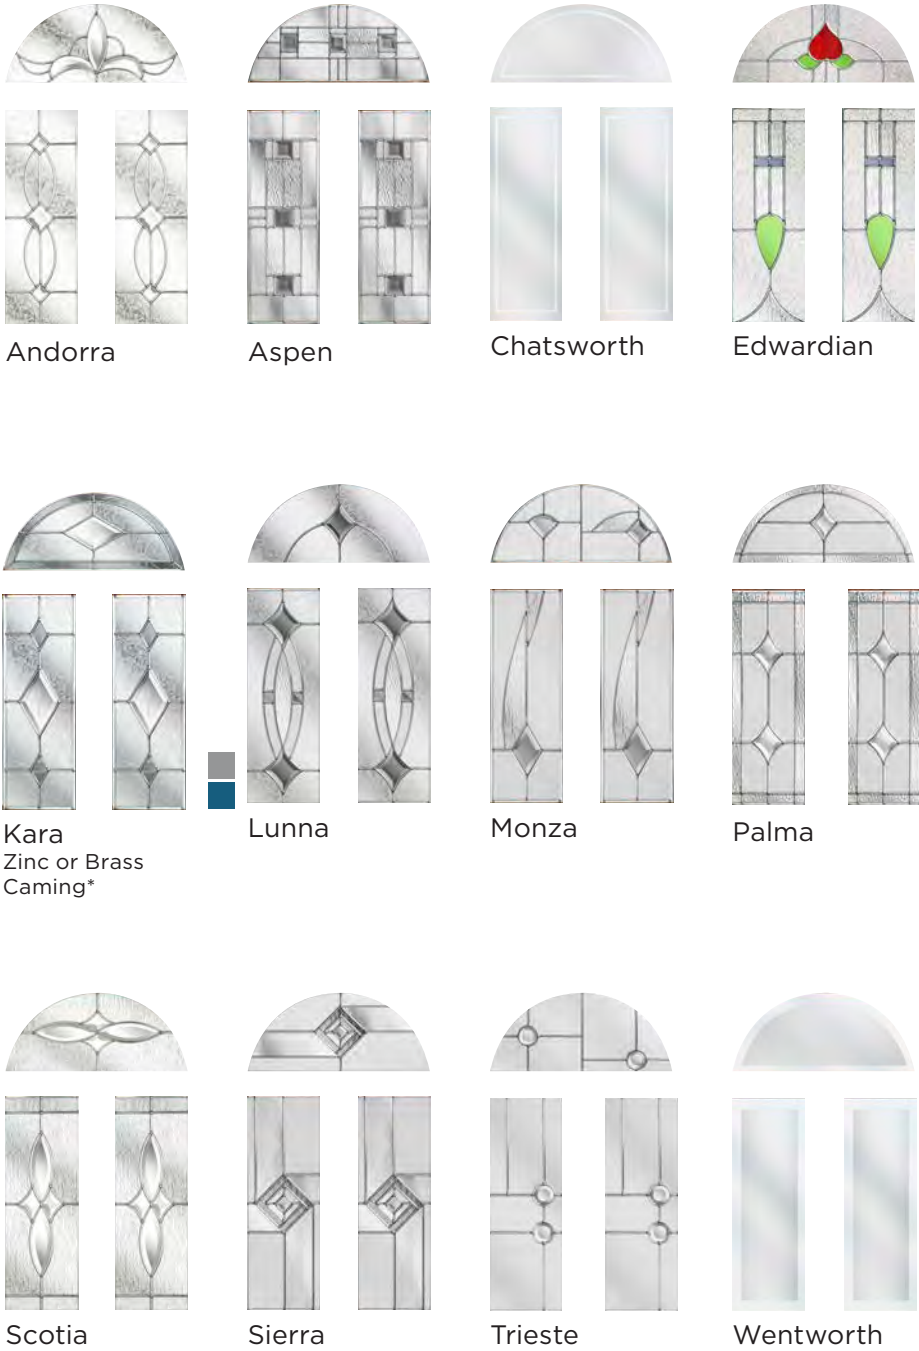 Andorra
Aspen
Chatsworth
Edwardian
Kara
Zinc or Brass
Caming*
Lunna
Monza
Palma
Scotia
Sierra
Trieste
Wentworth